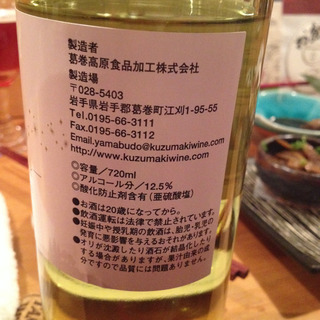 製造者
葛巻高原食品加工株式会社
製造場
〒028-5403
岩手県岩手郡葛巻町江刈1-95-55
Tel.0195-66-3111
Fax.0195-66-3112
Email.yamabudo@kuzumakiwine.com
http://www.kuzumakiwine.com
◎容量／720ml
◎アルコール分／12.5%
◎酸化防止剤含有（亜硫酸塩）
●お酒は20歳になってから。
●飲酒運転は法律で禁止されています。
●妊娠中や授乳期の飲酒は、胎児・乳児の
発育に悪影響を与えるおそれがあります。
●オリが沈澱したり酒石が結晶化したり
する場合がありますが、果汁由来の成
分ですので品質には問題ありません。